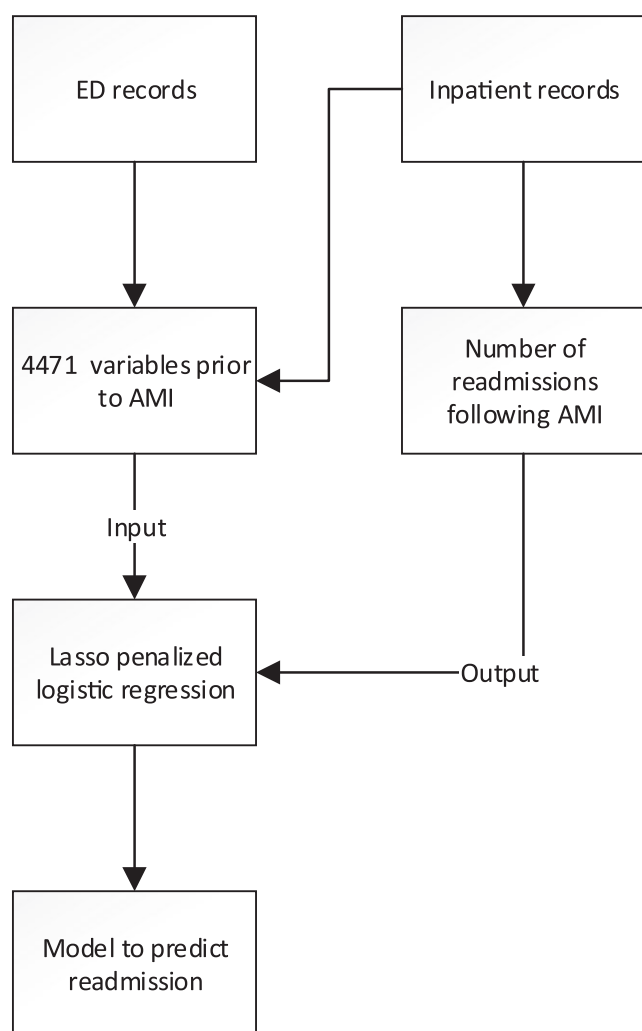 ED records
Inpatient records
4471 variables prior
to AMI
Number of
readmissions
following AMI
Input
Lasso penalized
logistic regression
Output
Model to predict
readmission